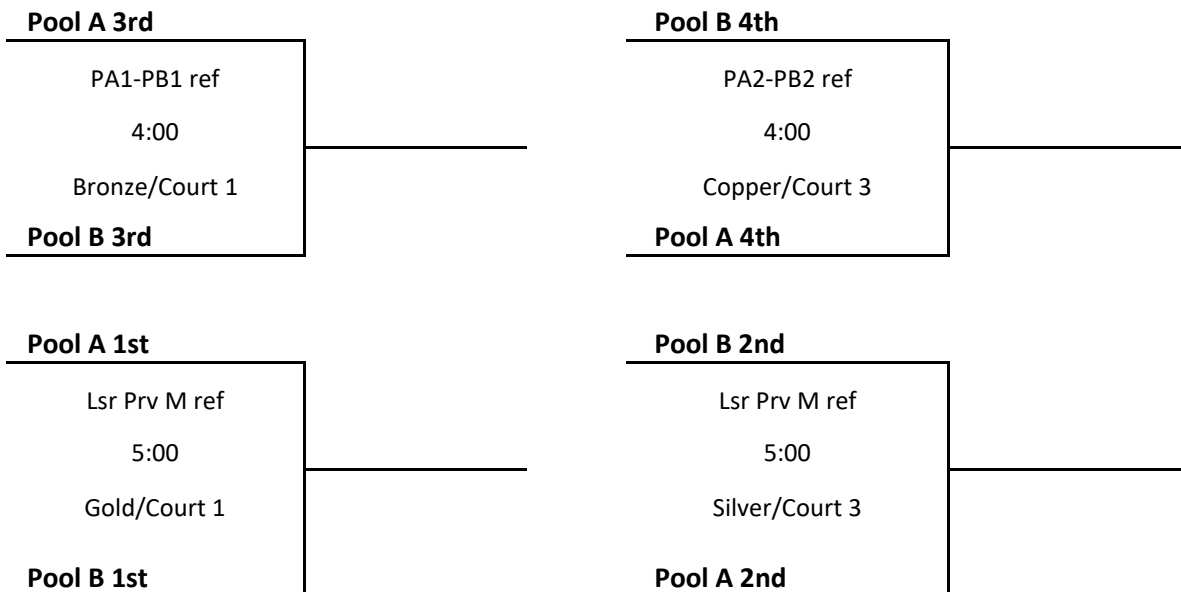 Pool A 3rd
PA1-PB1 ref
4:00
Bronze/Court 1
Pool B 3rd
Pool B 4th
PA2-PB2 ref
4:00
Copper/Court 3
Pool A 4th
Pool A 1st
Lsr Prv M ref
5:00
Gold/Court 1
Pool B 1st
Pool B 2nd
Lsr Prv M ref
5:00
Silver/Court 3
Pool A 2nd